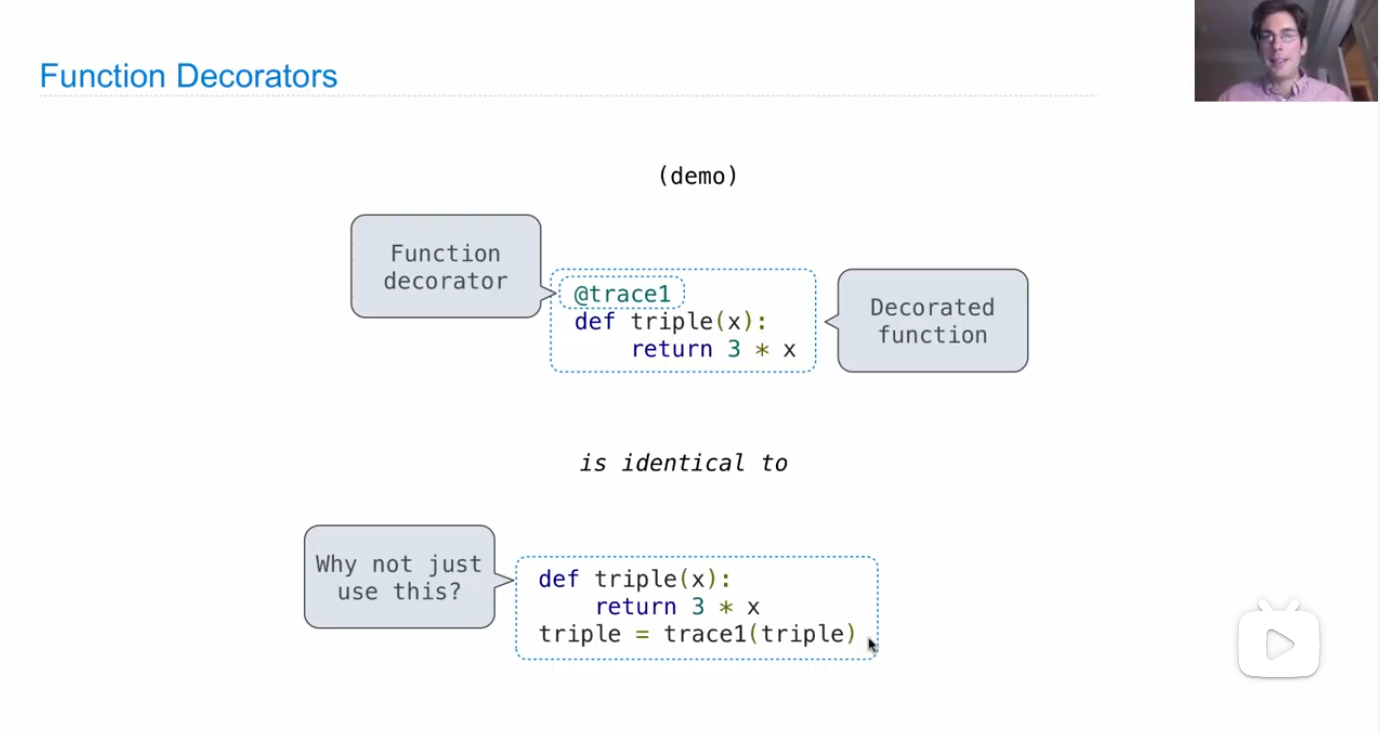 Function Decorators
(demo)
Function
decorator
@trace1
def triple(x):
    return 3 * x
Decorated
function
is identical to
Why not just
use this?
def triple(x):
    return 3 * x
triple = trace1(triple)